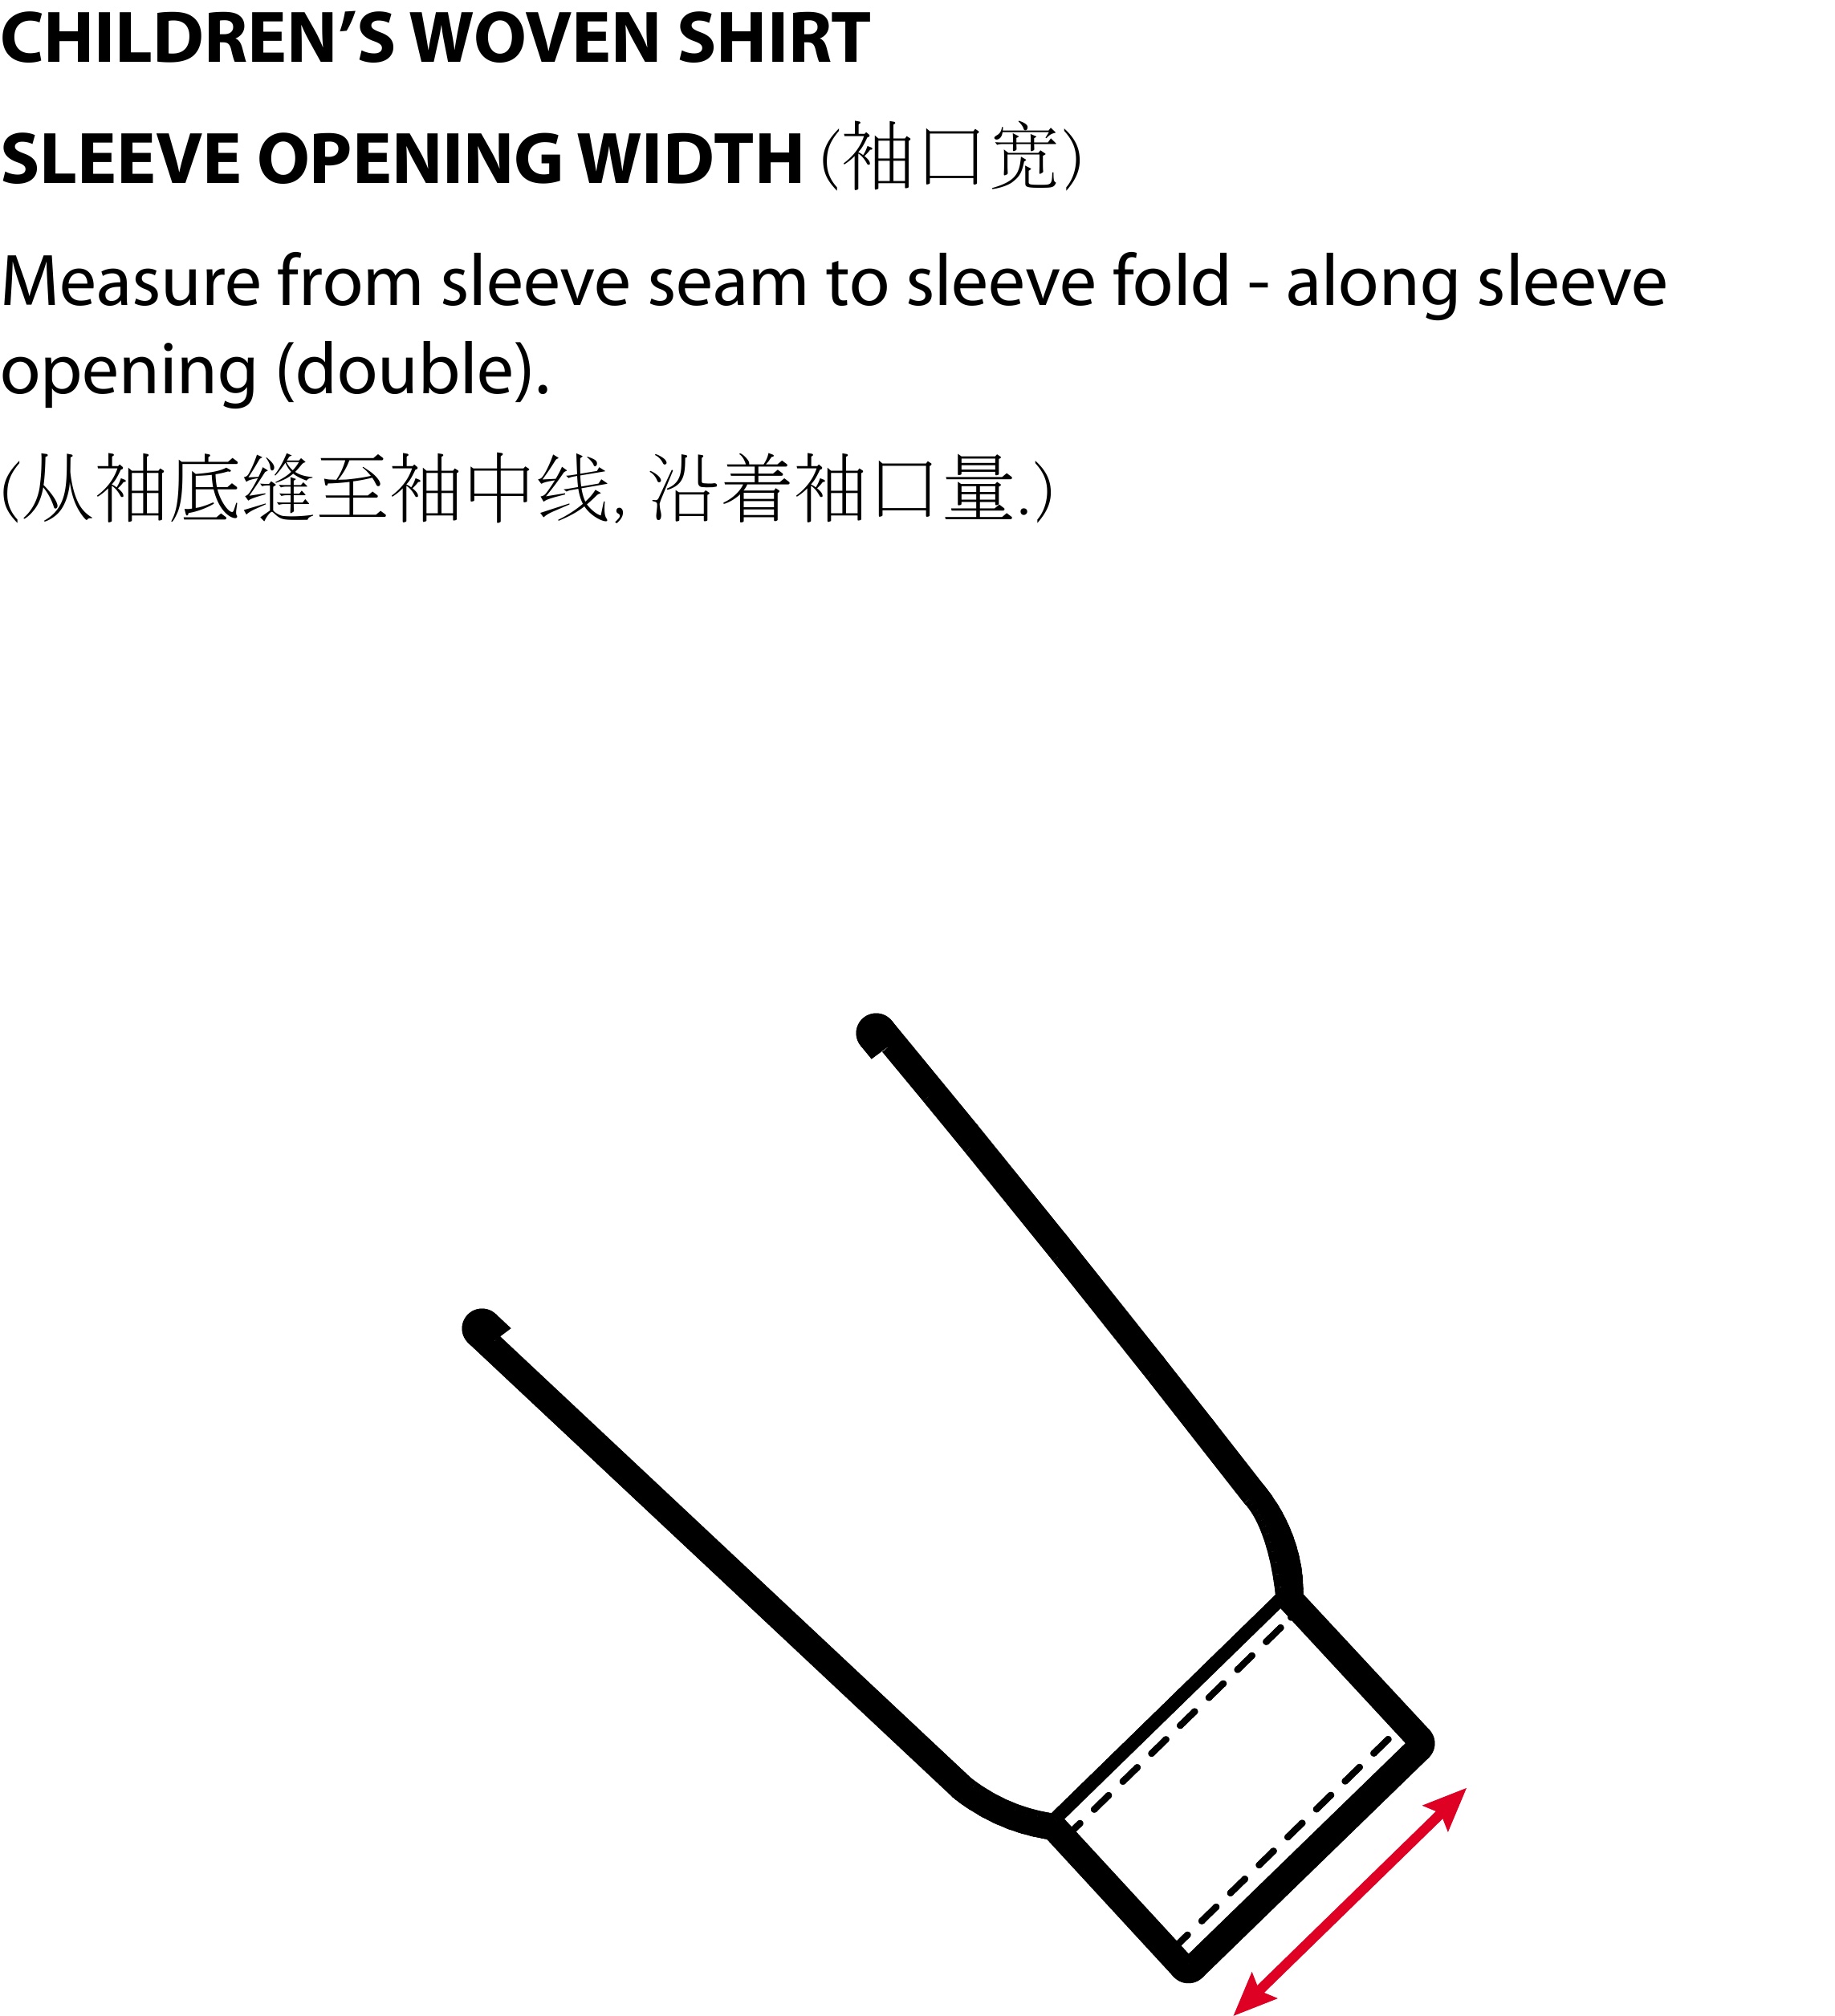 CHILDREN’S WOVEN SHIRT
SLEEVE OPENING WIDTH (袖口宽)
Measure from sleeve seam to sleeve fold - along sleeve
opening (double).
(从袖底缝至袖中线, 沿着袖口量.)